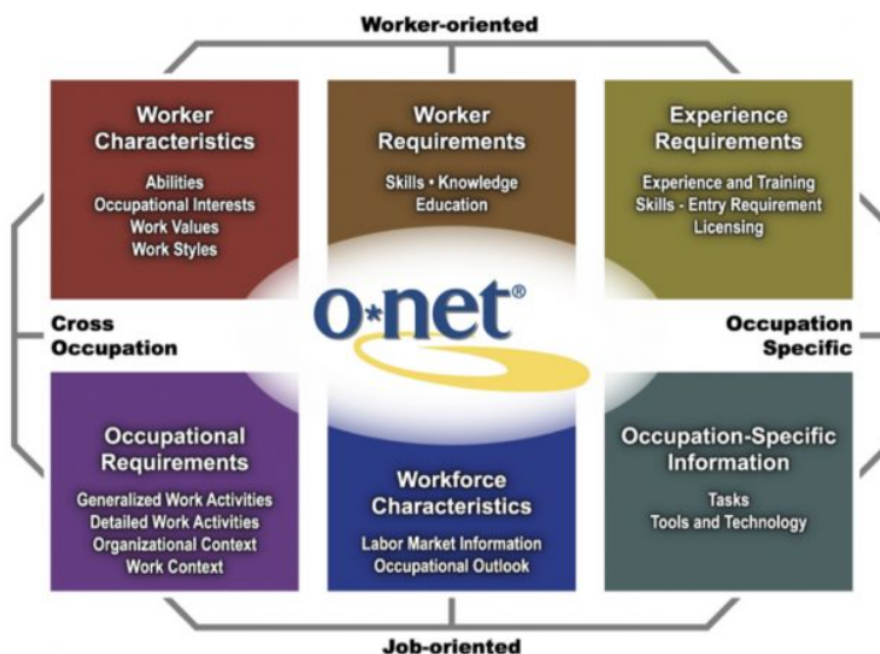 Worker-oriented
Worker
Characteristics
Abilities
Occupational Interests
Work Values
Work Styles
Worker
Requirements
Skills • Knowledge
Education
Experience
Requirements
Experience and Training
Skills - Entry Requirement
Licensing
Cross
Occupation
o*net®
Occupation
Specific
Occupational
Requirements
Generalized Work Activities
Detailed Work Activities
Organizational Context
Work Context
Workforce
Characteristics
Labor Market Information
Occupational Outlook
Occupation-Specific
Information
Tasks
Tools and Technology
Job-oriented